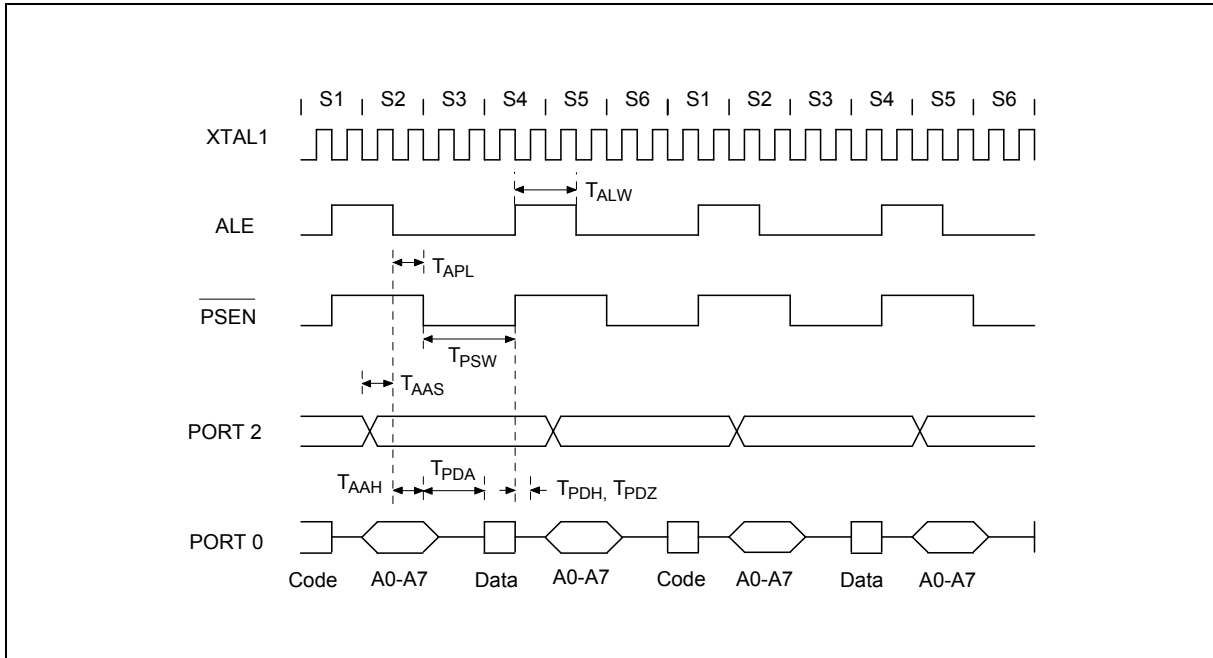 S1 S2 S3 S4 S5 S6 S1 S2 S3 S4 S5 S6
XTAL1
TALW
ALE
TAPL
PSEN
TPSW
TAAS
PORT 2
TAAH TPDA TPDH, TPDZ
PORT 0
Code A0-A7 Data A0-A7 Code A0-A7 Data A0-A7